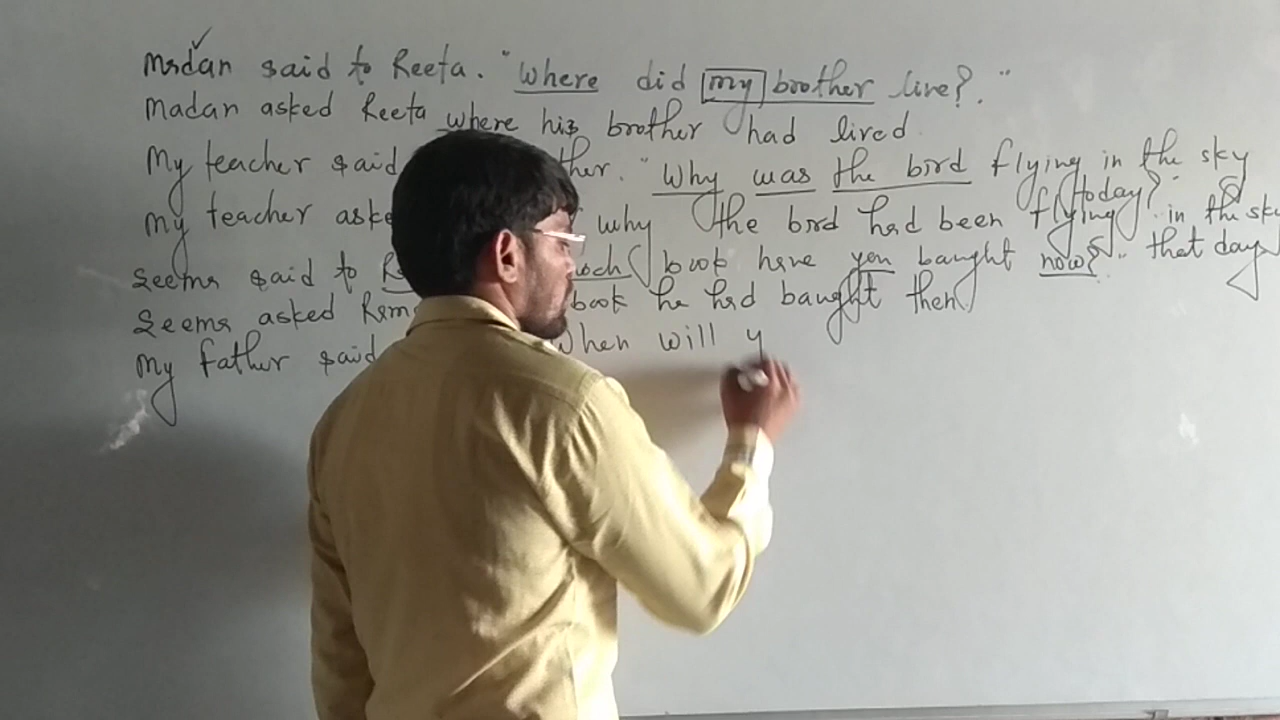 Madan said to Reeta. "Where did my brother live?."
Madan asked Reeta where his brother had lived
My teacher said ther. "Why was the bird flying in the sky today?"
My teacher aske why the bird had been flying in the sk that day
Seema said to book have you baught now?"
Seema asked Rema book he had baught then
My father said When will y